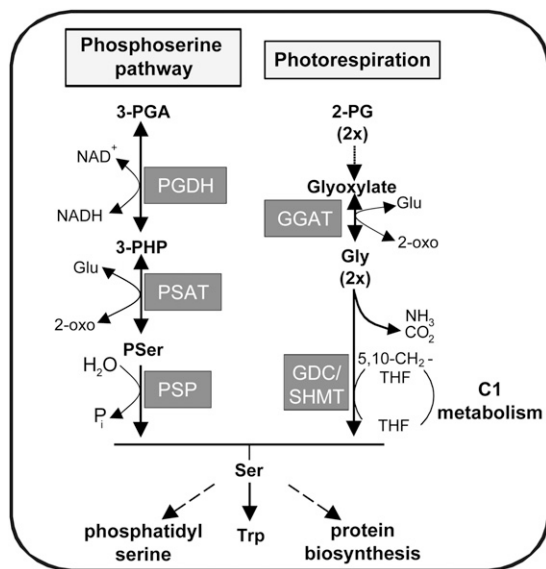 Phosphoserine
pathway
3-PGA
NAD+
PGDH
NADH
3-PHP
Glu
PSAT
2-oxo
PSer
H2O
PSP
Pi
Photorespiration
2-PG
(2x)
Glyoxylate
Glu
GGAT
2-oxo
Gly
(2x)
NH3
CO2
5,10-CH2 -
THF
GDC/
SHMT
C1
metabolism
THF
Ser
phosphatidyl
serine
Trp
protein
biosynthesis